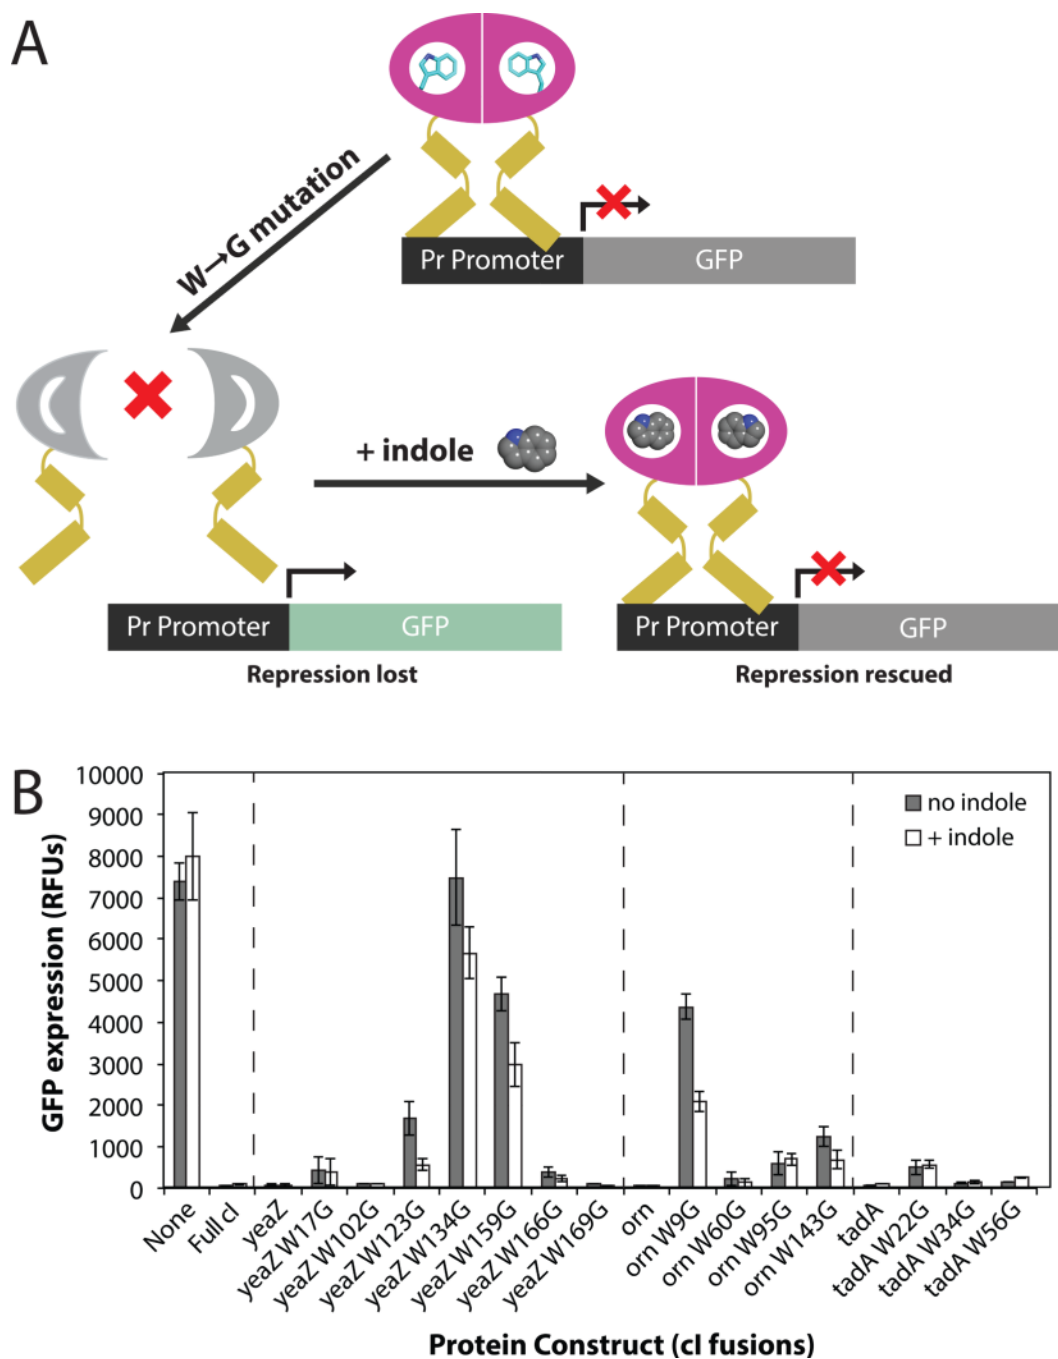 A
Pr Promoter
GFP
W→G mutation
+ indole
Pr Promoter
GFP
Repression lost
Pr Promoter
GFP
Repression rescued
B
GFP expression (RFUs)
10000
9000
8000
7000
6000
5000
4000
3000
2000
1000
0
no indole
+ indole
None
Full cI
yeaZ
yeaZ W17G
yeaZ W102G
yeaZ W123G
yeaZ W134G
yeaZ W159G
yeaZ W166G
yeaZ W169G
orn
orn W9G
orn W60G
orn W95G
orn W143G
tadA
tadA W22G
tadA W34G
tadA W56G
Protein Construct (cI fusions)